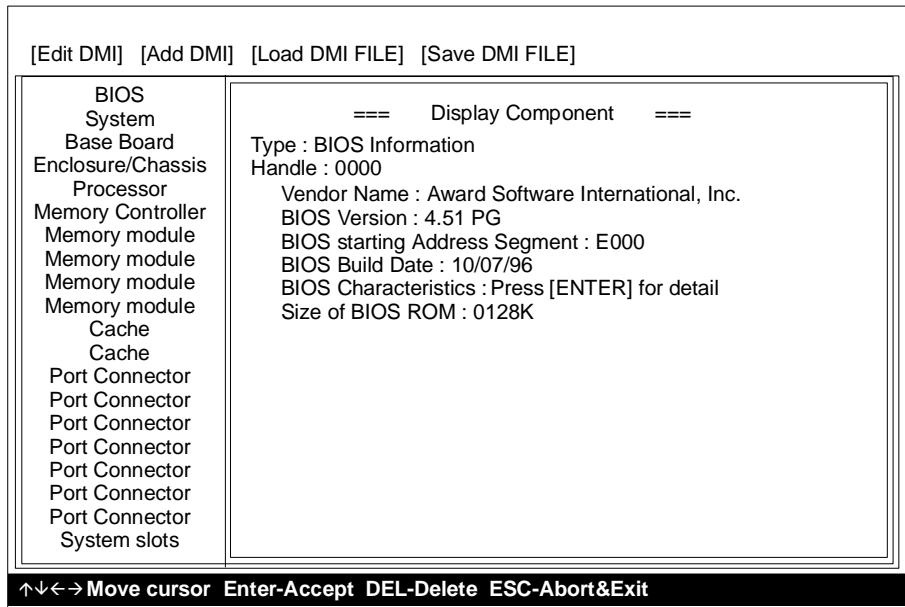 [Edit DMI] [Add DMI] [Load DMI FILE] [Save DMI FILE]
BIOS
System
Base Board
Enclosure/Chassis
Processor
Memory Controller
Memory module
Memory module
Memory module
Memory module
Cache
Cache
Port Connector
Port Connector
Port Connector
Port Connector
Port Connector
Port Connector
Port Connector
System slots
=== Display Component ===
Type : BIOS Information
Handle : 0000
Vendor Name : Award Software International, Inc.
BIOS Version : 4.51 PG
BIOS starting Address Segment : E000
BIOS Build Date : 10/07/96
BIOS Characteristics : Press [ENTER] for detail
Size of BIOS ROM : 0128K
↑↓←→ Move cursor Enter-Accept DEL-Delete ESC-Abort&Exit